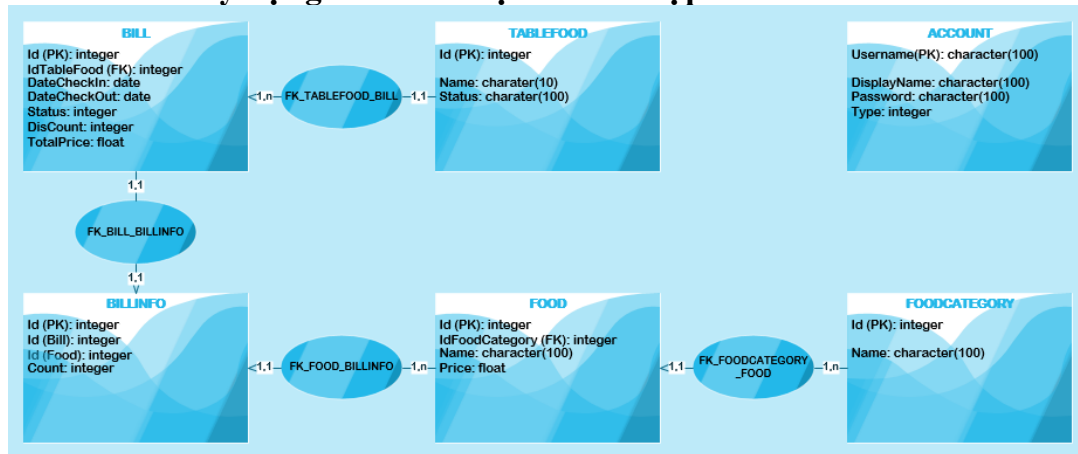 BILL
Id (PK): integer
IdTableFood (FK): integer
DateCheckIn: date
DateCheckOut: date
Status: integer
DisCount: integer
TotalPrice: float
<1,n
FK_TABLEFOOD_BILL
1,1
TABLEFOOD
Id (PK): integer
Name: charater(10)
Status: charater(100)
ACCOUNT
Username(PK): character(100)
DisplayName: character(100)
Password: character(100)
Type: integer
1,1
FK_BILL_BILLINFO
1,1
BILLINFO
Id (PK): integer
Id (Bill): integer
Id (Food): integer
Count: integer
<1,1
FK_FOOD_BILLINFO
1,n
FOOD
Id (PK): integer
IdFoodCategory (FK): integer
Name: character(100)
Price: float
<1,1
FK_FOODCATEGORY
_FOOD
1,n
FOODCATEGORY
Id (PK): integer
Name: character(100)